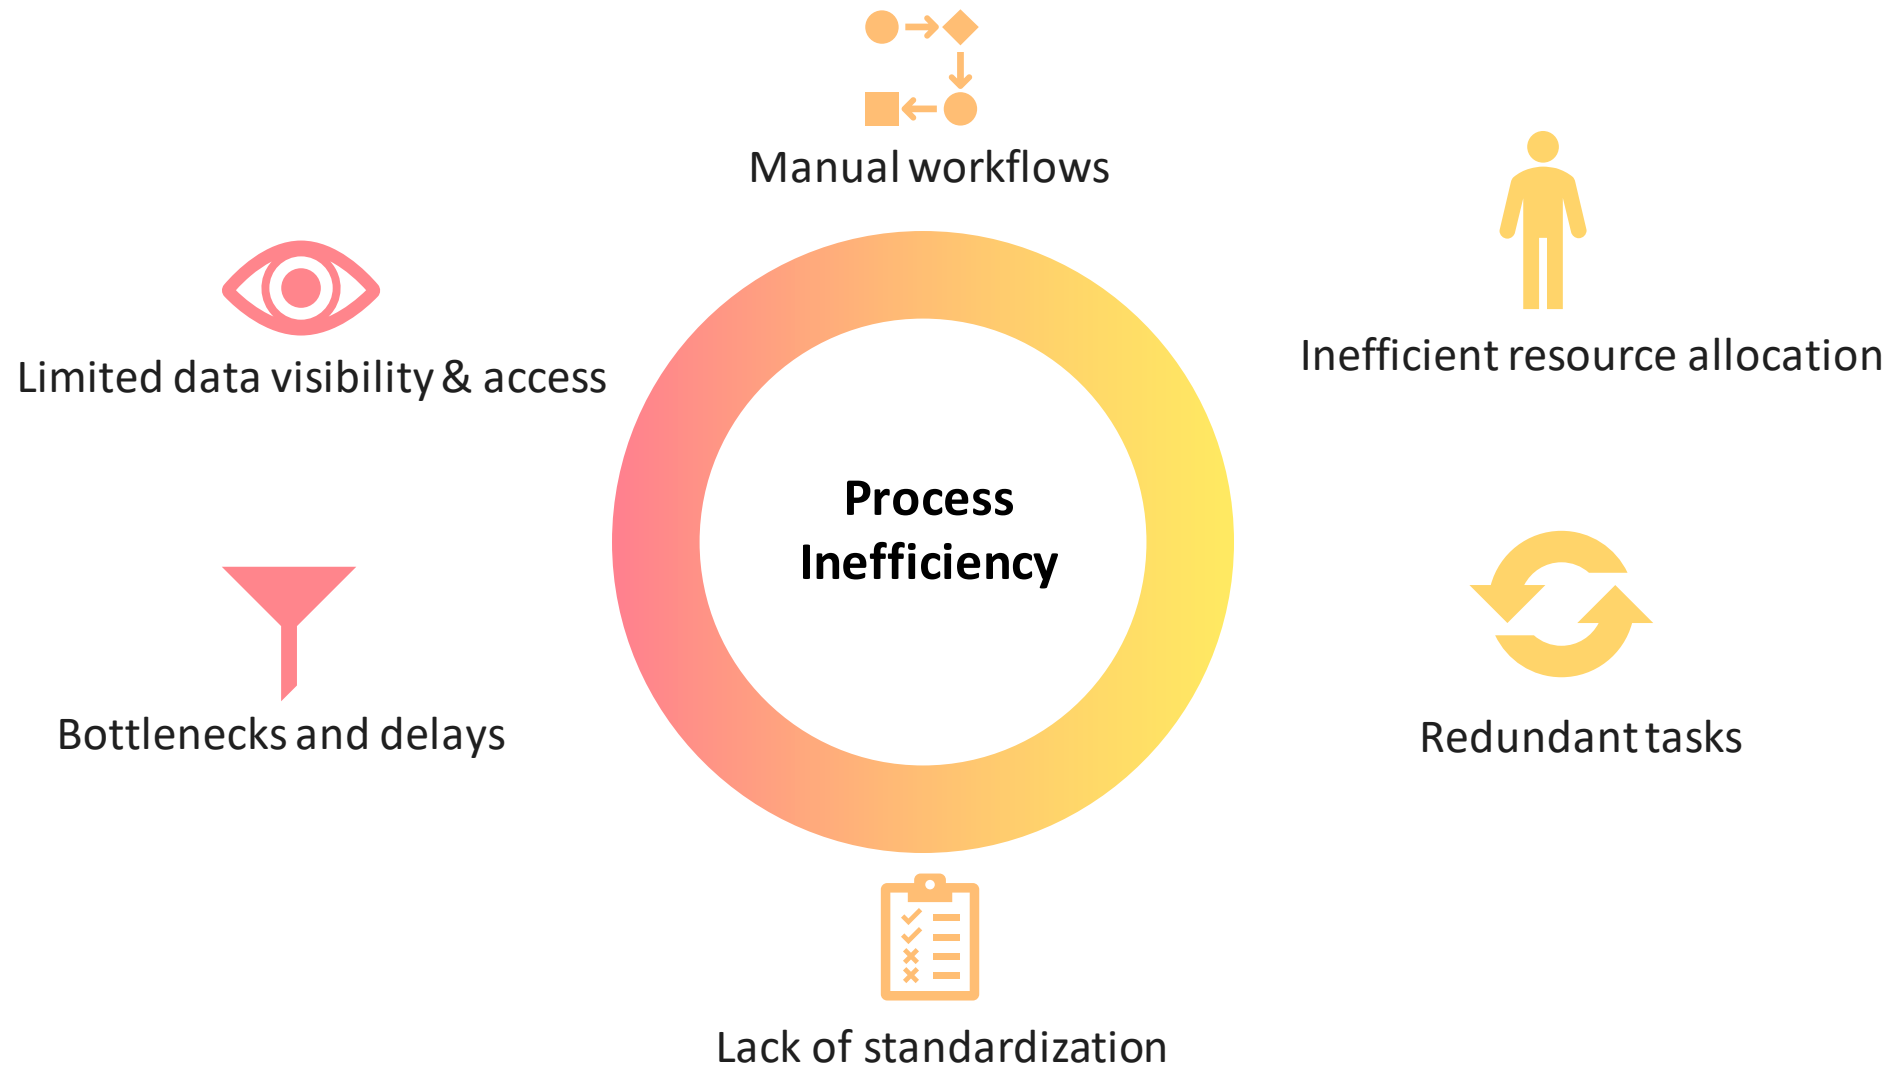 Manual workflows
Inefficient resource allocation
Limited data visibility & access
Process
Inefficiency
Bottlenecks and delays
Redundant tasks
Lack of standardization